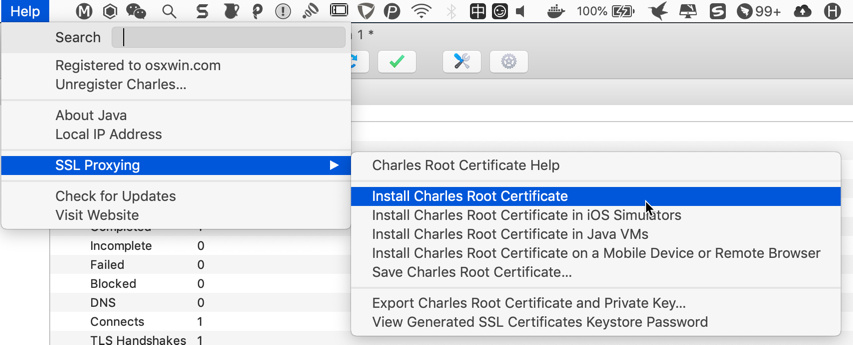 Help
100%
99+
Search
1 *
Registered to osxwin.com
Unregister Charles...
About Java
Local IP Address
SSL Proxying
Charles Root Certificate Help
Check for Updates
Install Charles Root Certificate
Visit Website
Install Charles Root Certificate in iOS Simulators
Completed
Install Charles Root Certificate in Java VMs
Incomplete 0
Install Charles Root Certificate on a Mobile Device or Remote Browser
Failed 0
Save Charles Root Certificate...
Blocked 0
DNS 0
Export Charles Root Certificate and Private Key...
Connects 1
View Generated SSL Certificates Keystore Password
TLS Handshakes 1